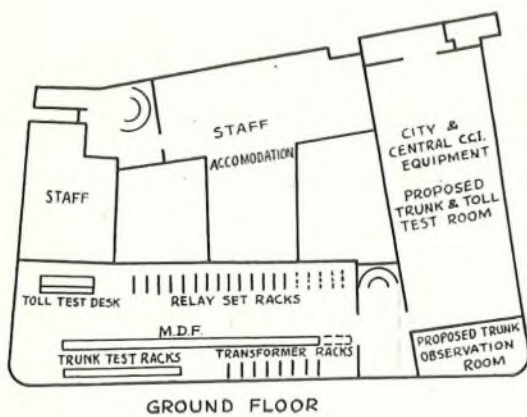 STAFF
ACCOMODATION
CITY &
CENTRAL C.G.I.
EQUIPMENT
PROPOSED
TRUNK & TOLL
TEST ROOM
STAFF
TOLL TEST DESK
RELAY SET RACKS
M.D.F.
TRUNK TEST RACKS
TRANSFORMER RACKS
PROPOSED TRUNK
OBSERVATION
ROOM
GROUND FLOOR